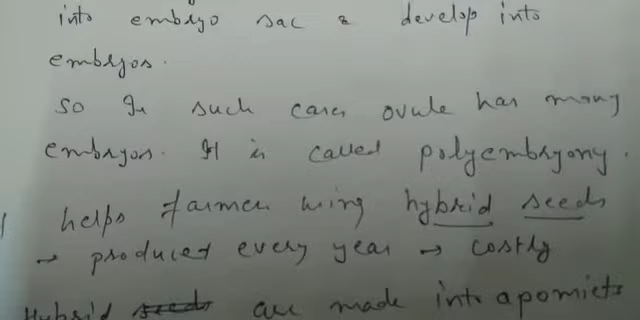 into embryo sac & develop into
embryos.
So In such cases ovule has many
embryos. It is called polyembryony.
helps farmer using hybrid seeds
→ produced every year → costly
Hybrid seeds are made into apomicts